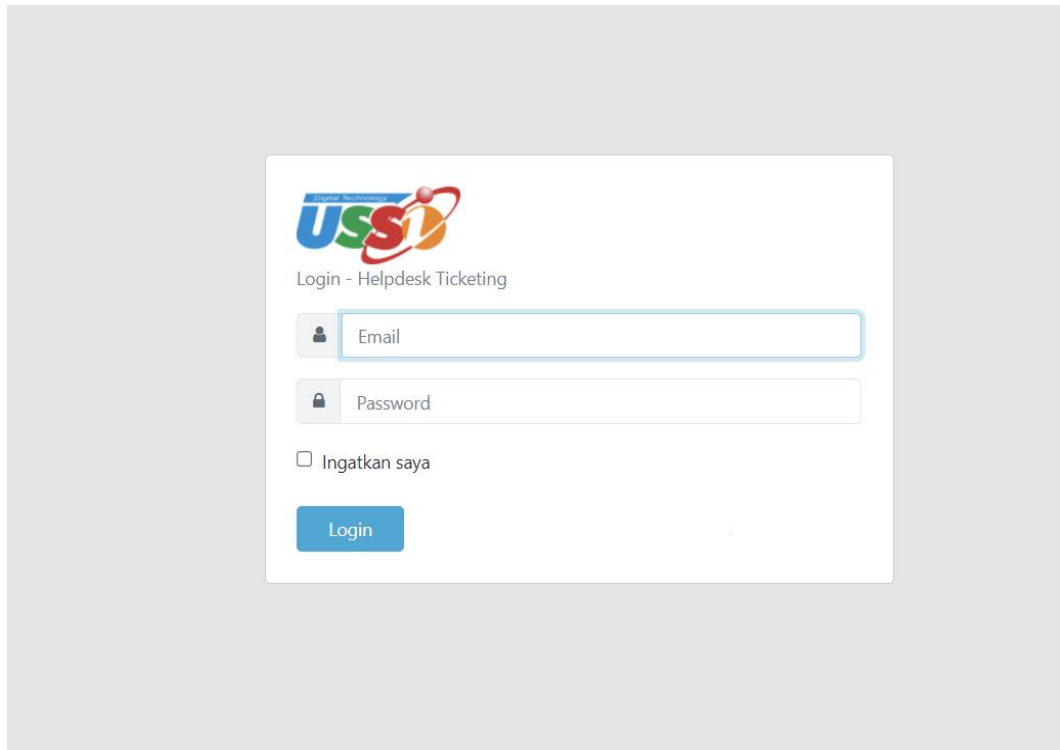 Digital Technology
USSi
Login - Helpdesk Ticketing
Email
Password
Ingatkan saya
Login